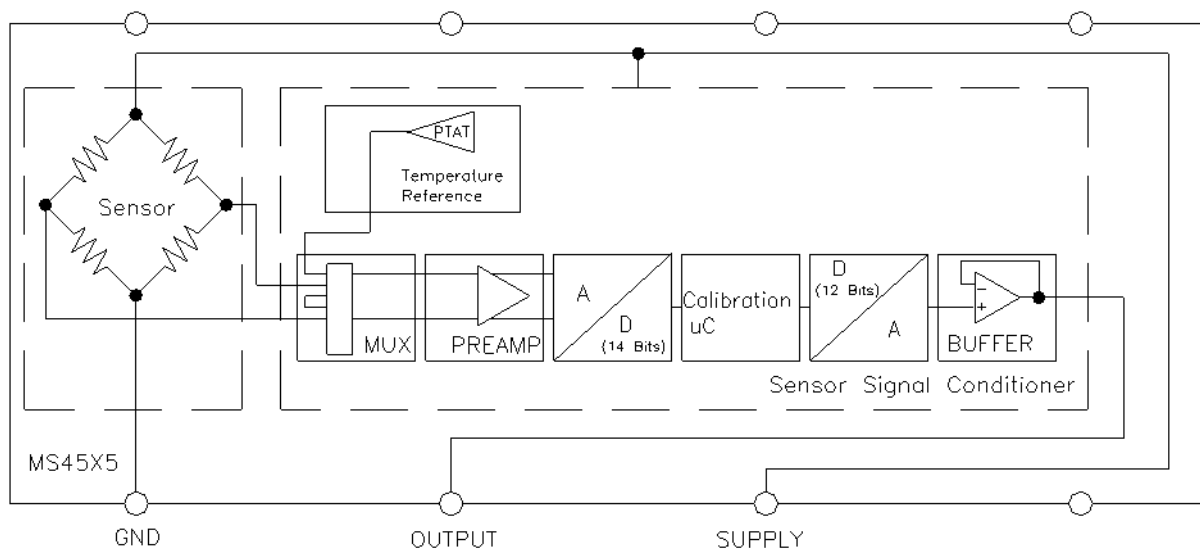 PTAT
Temperature
Reference
Sensor
MUX
PREAMP
A
D
(14 Bits)
Calibration
uC
D
(12 Bits)
A
-
+
BUFFER
Sensor Signal Conditioner
MS45X5
GND
OUTPUT
SUPPLY